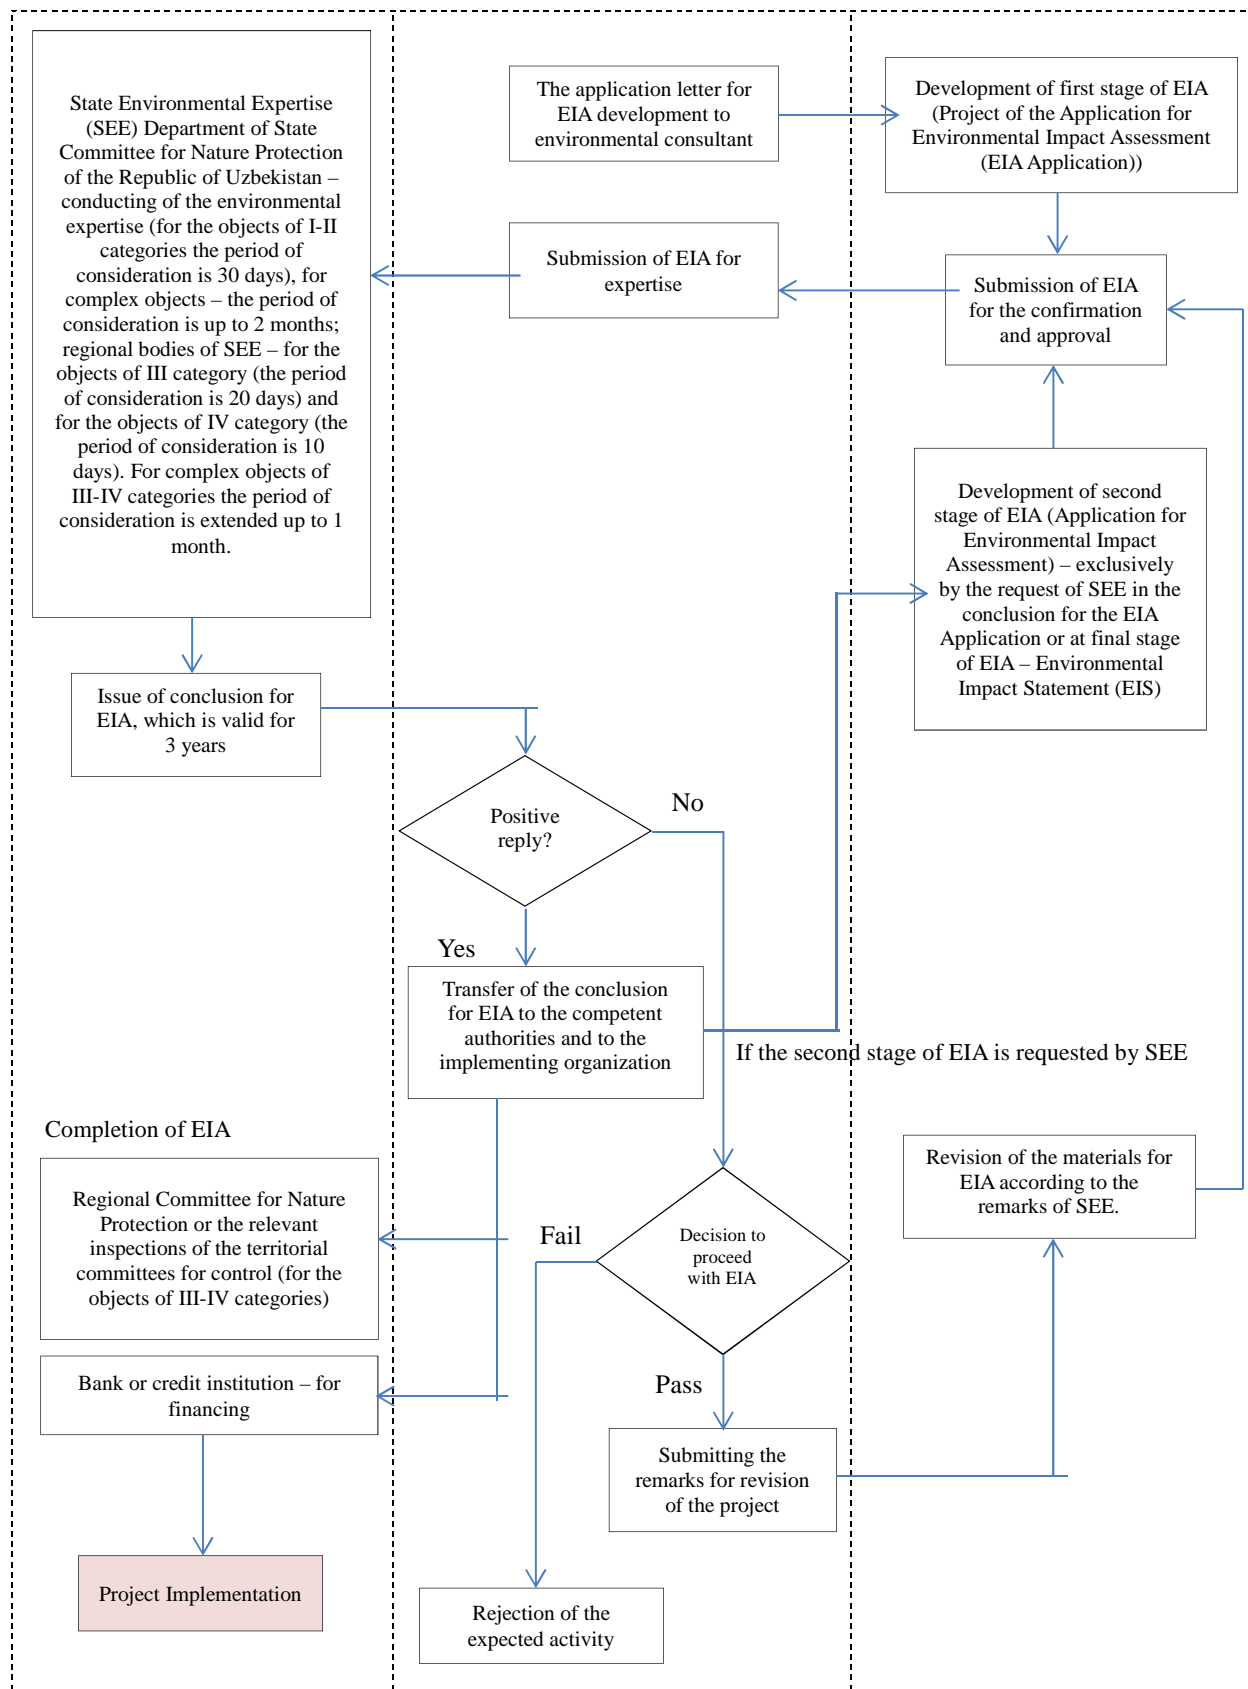 State Environmental Expertise
(SEE) Department of State
Committee for Nature Protection
of the Republic of Uzbekistan –
conducting of the environmental
expertise (for the objects of I-II
categories the period of
consideration is 30 days), for
complex objects – the period of
consideration is up to 2 months;
regional bodies of SEE – for the
objects of III category (the period
of consideration is 20 days) and
for the objects of IV category (the
period of consideration is 10
days). For complex objects of
III-IV categories the period of
consideration is extended up to 1
month.
The application letter for
EIA development to
environmental consultant
Development of first stage of EIA
(Project of the Application for
Environmental Impact Assessment
(EIA Application))
Submission of EIA for
expertise
Submission of EIA
for the confirmation
and approval
Development of second
stage of EIA (Application for
Environmental Impact
Assessment) – exclusively
by the request of SEE in the
conclusion for the EIA
Application or at final stage
of EIA – Environmental
Impact Statement (EIS)
Issue of conclusion for
EIA, which is valid for
3 years
Positive
reply?
No
Yes
Transfer of the conclusion
for EIA to the competent
authorities and to the
implementing organization
If the second stage of EIA is requested by SEE
Completion of EIA
Regional Committee for Nature
Protection or the relevant
inspections of the territorial
committees for control (for the
objects of III-IV categories)
Revision of the materials for
EIA according to the
remarks of SEE.
Fail
Decision to
proceed
with EIA
Bank or credit institution – for
financing
Pass
Submitting the
remarks for revision
of the project
Project Implementation
Rejection of the
expected activity